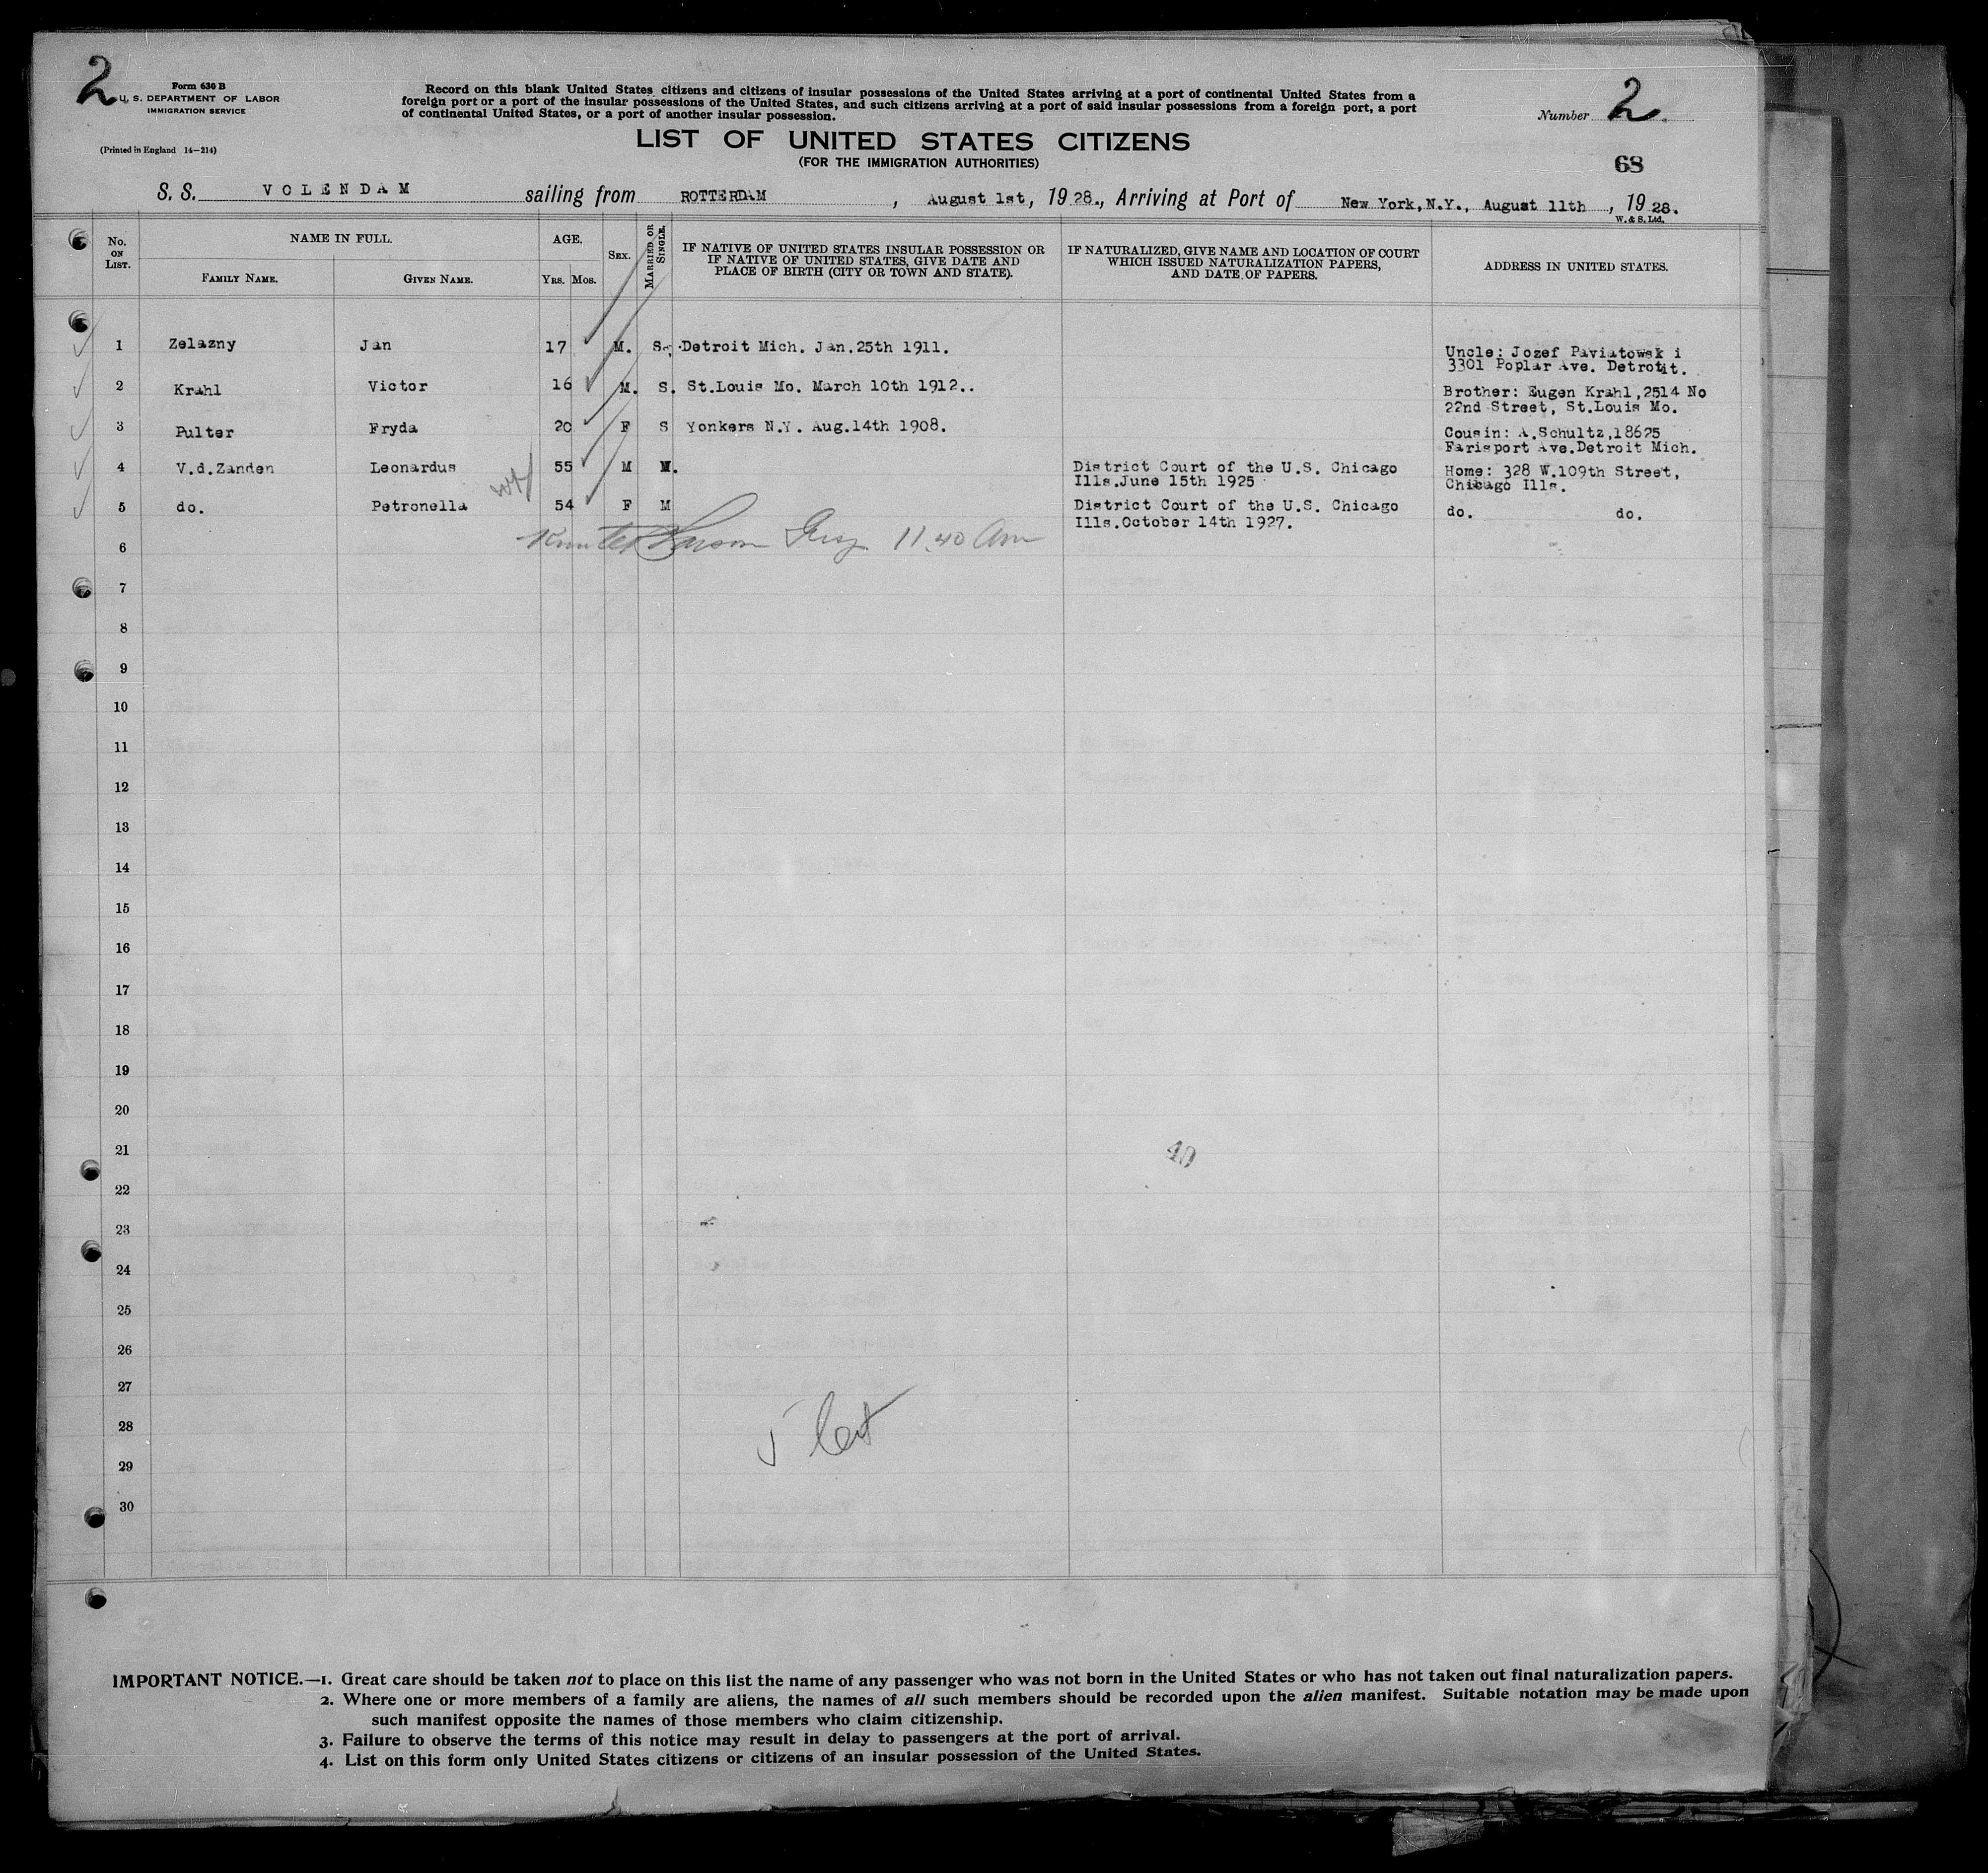 2
Form 630 B
U. S. DEPARTMENT OF LABOR
IMMIGRATION SERVICE
(Printed in England 14—214)
Record on this blank United States citizens and citizens of insular possessions of the United States arriving at a port of continental United States from a
foreign port or a port of the insular possessions of the United States, and such citizens arriving at a port of said insular possessions from a foreign port, a port
of continental United States, or a port of another insular possession.
Number 2.
LIST OF UNITED STATES CITIZENS
(FOR THE IMMIGRATION AUTHORITIES)
68
S. S. VOLENDAM sailing from ROTTERDAM, August 1st, 1928., Arriving at Port of New York, N.Y., August 11th, 1928.
W. & S. Ltd.
No. ON LIST. NAME IN FULL. FAMILY NAME. GIVEN NAME. AGE. YRS. MOS. SEX. MARRIED OR SINGLE. IF NATIVE OF UNITED STATES INSULAR POSSESSION OR IF NATIVE OF UNITED STATES, GIVE DATE AND PLACE OF BIRTH (CITY OR TOWN AND STATE). IF NATURALIZED, GIVE NAME AND LOCATION OF COURT WHICH ISSUED NATURALIZATION PAPERS, AND DATE OF PAPERS. ADDRESS IN UNITED STATES.
1 Zelazny Jan 17 M. S. Detroit Mich. Jan.25th 1911. Uncle: Jozef Paviatowsk i
3301 Poplar Ave. Detrotit.
2 Krahl Victor 16 M. S. St.Louis Mo. March 10th 1912.. Brother: Eugen Krahl,2514 No
22nd Street, St.Louis Mo.
3 Pulter Fryda 20 F S Yonkers N.Y. Aug.14th 1908. Cousin: A.Schultz,18625
Farisport Ave.Detroit Mich.
4 V.d.Zanden Leonardus 55 M M. District Court of the U.S. Chicago Home: 328 W.109th Street,
Ills.June 15th 1925 Chicago Ills.
5 do. Petronella 54 F M District Court of the U.S. Chicago do. do.
Ills.October 14th 1927.
11.40 Am
6
7
8
9
10
11
12
13
14
15
16
17
18
19
20
21
40
22
23
24
25
26
27
28
29
30
IMPORTANT NOTICE.—1. Great care should be taken not to place on this list the name of any passenger who was not born in the United States or who has not taken out final naturalization papers.
2. Where one or more members of a family are aliens, the names of all such members should be recorded upon the alien manifest. Suitable notation may be made upon
such manifest opposite the names of those members who claim citizenship.
3. Failure to observe the terms of this notice may result in delay to passengers at the port of arrival.
4. List on this form only United States citizens or citizens of an insular possession of the United States.